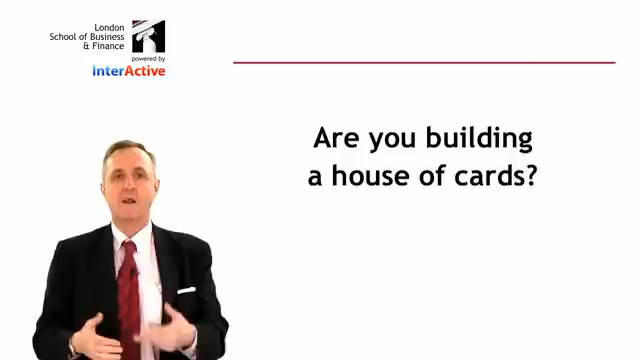 London
School of Business
& Finance
powered by
InterActive
Are you building
a house of cards?